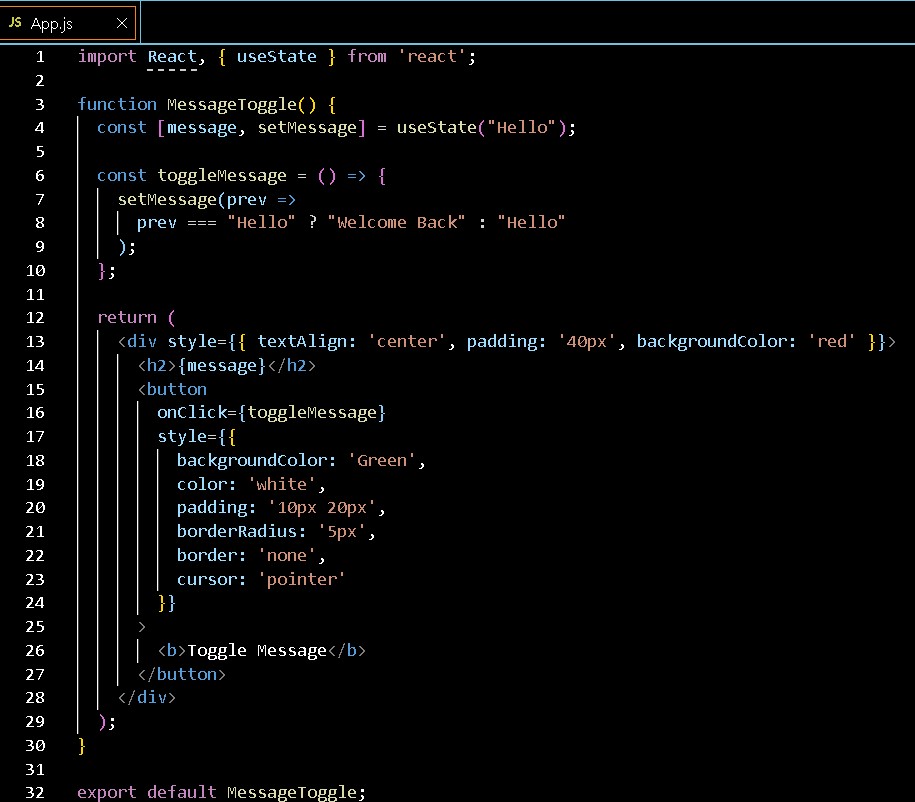 JS App.js ×
1 import React, { useState } from 'react';
2
3 function MessageToggle() {
4   const [message, setMessage] = useState("Hello");
5
6   const toggleMessage = () => {
7     setMessage(prev =>
8       prev === "Hello" ? "Welcome Back" : "Hello"
9     );
10   };
11
12   return (
13     <div style={{ textAlign: 'center', padding: '40px', backgroundColor: 'red' }}>
14       <h2>{message}</h2>
15       <button
16         onClick={toggleMessage}
17         style={{
18           backgroundColor: 'Green',
19           color: 'white',
20           padding: '10px 20px',
21           borderRadius: '5px',
22           border: 'none',
23           cursor: 'pointer'
24         }}
25       >
26         <b>Toggle Message</b>
27       </button>
28     </div>
29   );
30 }
31
32 export default MessageToggle;